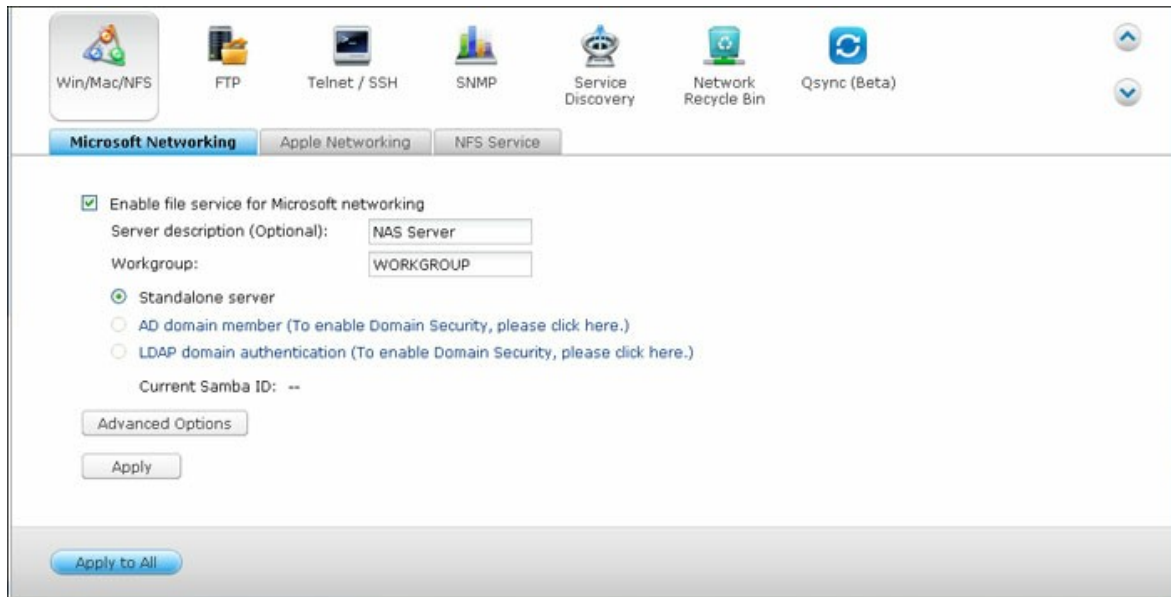 Win/Mac/NFS
FTP
Telnet / SSH
SNMP
Service Discovery
Network Recycle Bin
Qsync (Beta)
Microsoft Networking
Apple Networking
NFS Service
Enable file service for Microsoft networking
Server description (Optional): NAS Server
Workgroup: WORKGROUP
Standalone server
AD domain member (To enable Domain Security, please click here.)
LDAP domain authentication (To enable Domain Security, please click here.)
Current Samba ID: --
Advanced Options
Apply
Apply to All